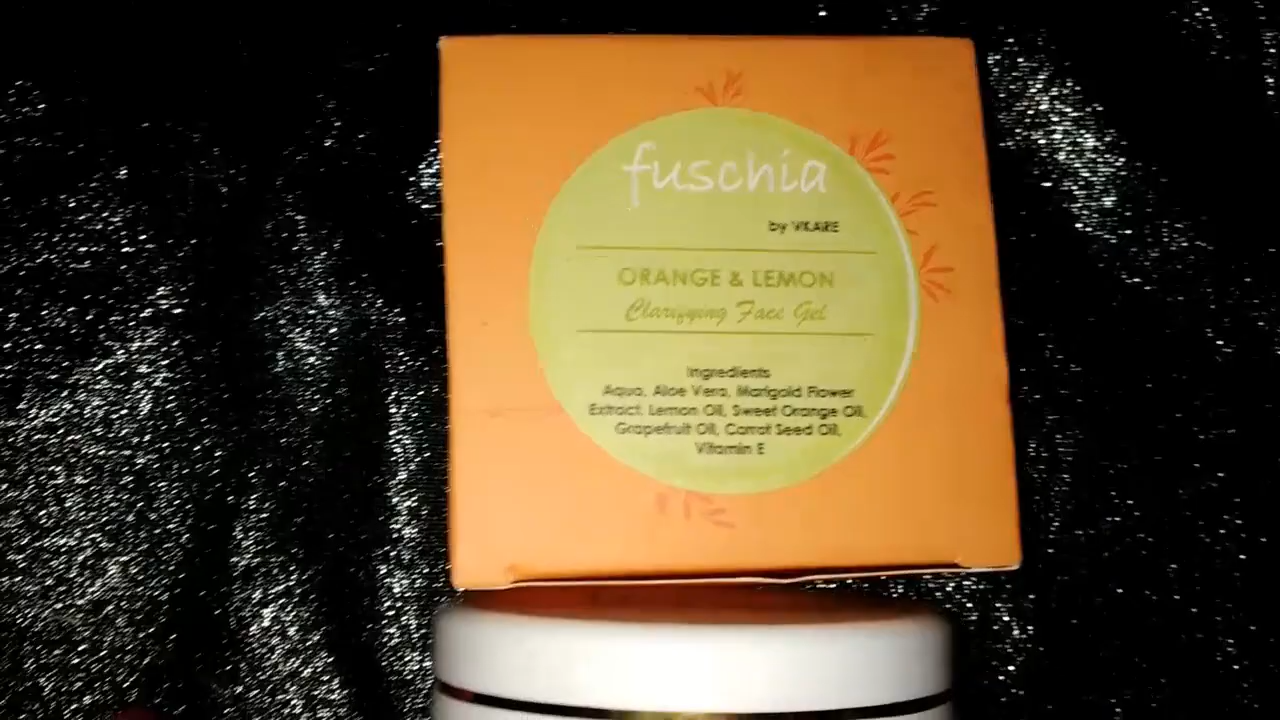 fuschia
by VKARE
ORANGE & LEMON
Clarifying Face Gel
Ingredients
Aqua, Aloe Vera, Marigold Flower
Extract, Lemon Oil, Sweet Orange Oil,
Grapefruit Oil, Carrot Seed Oil,
Vitamin E